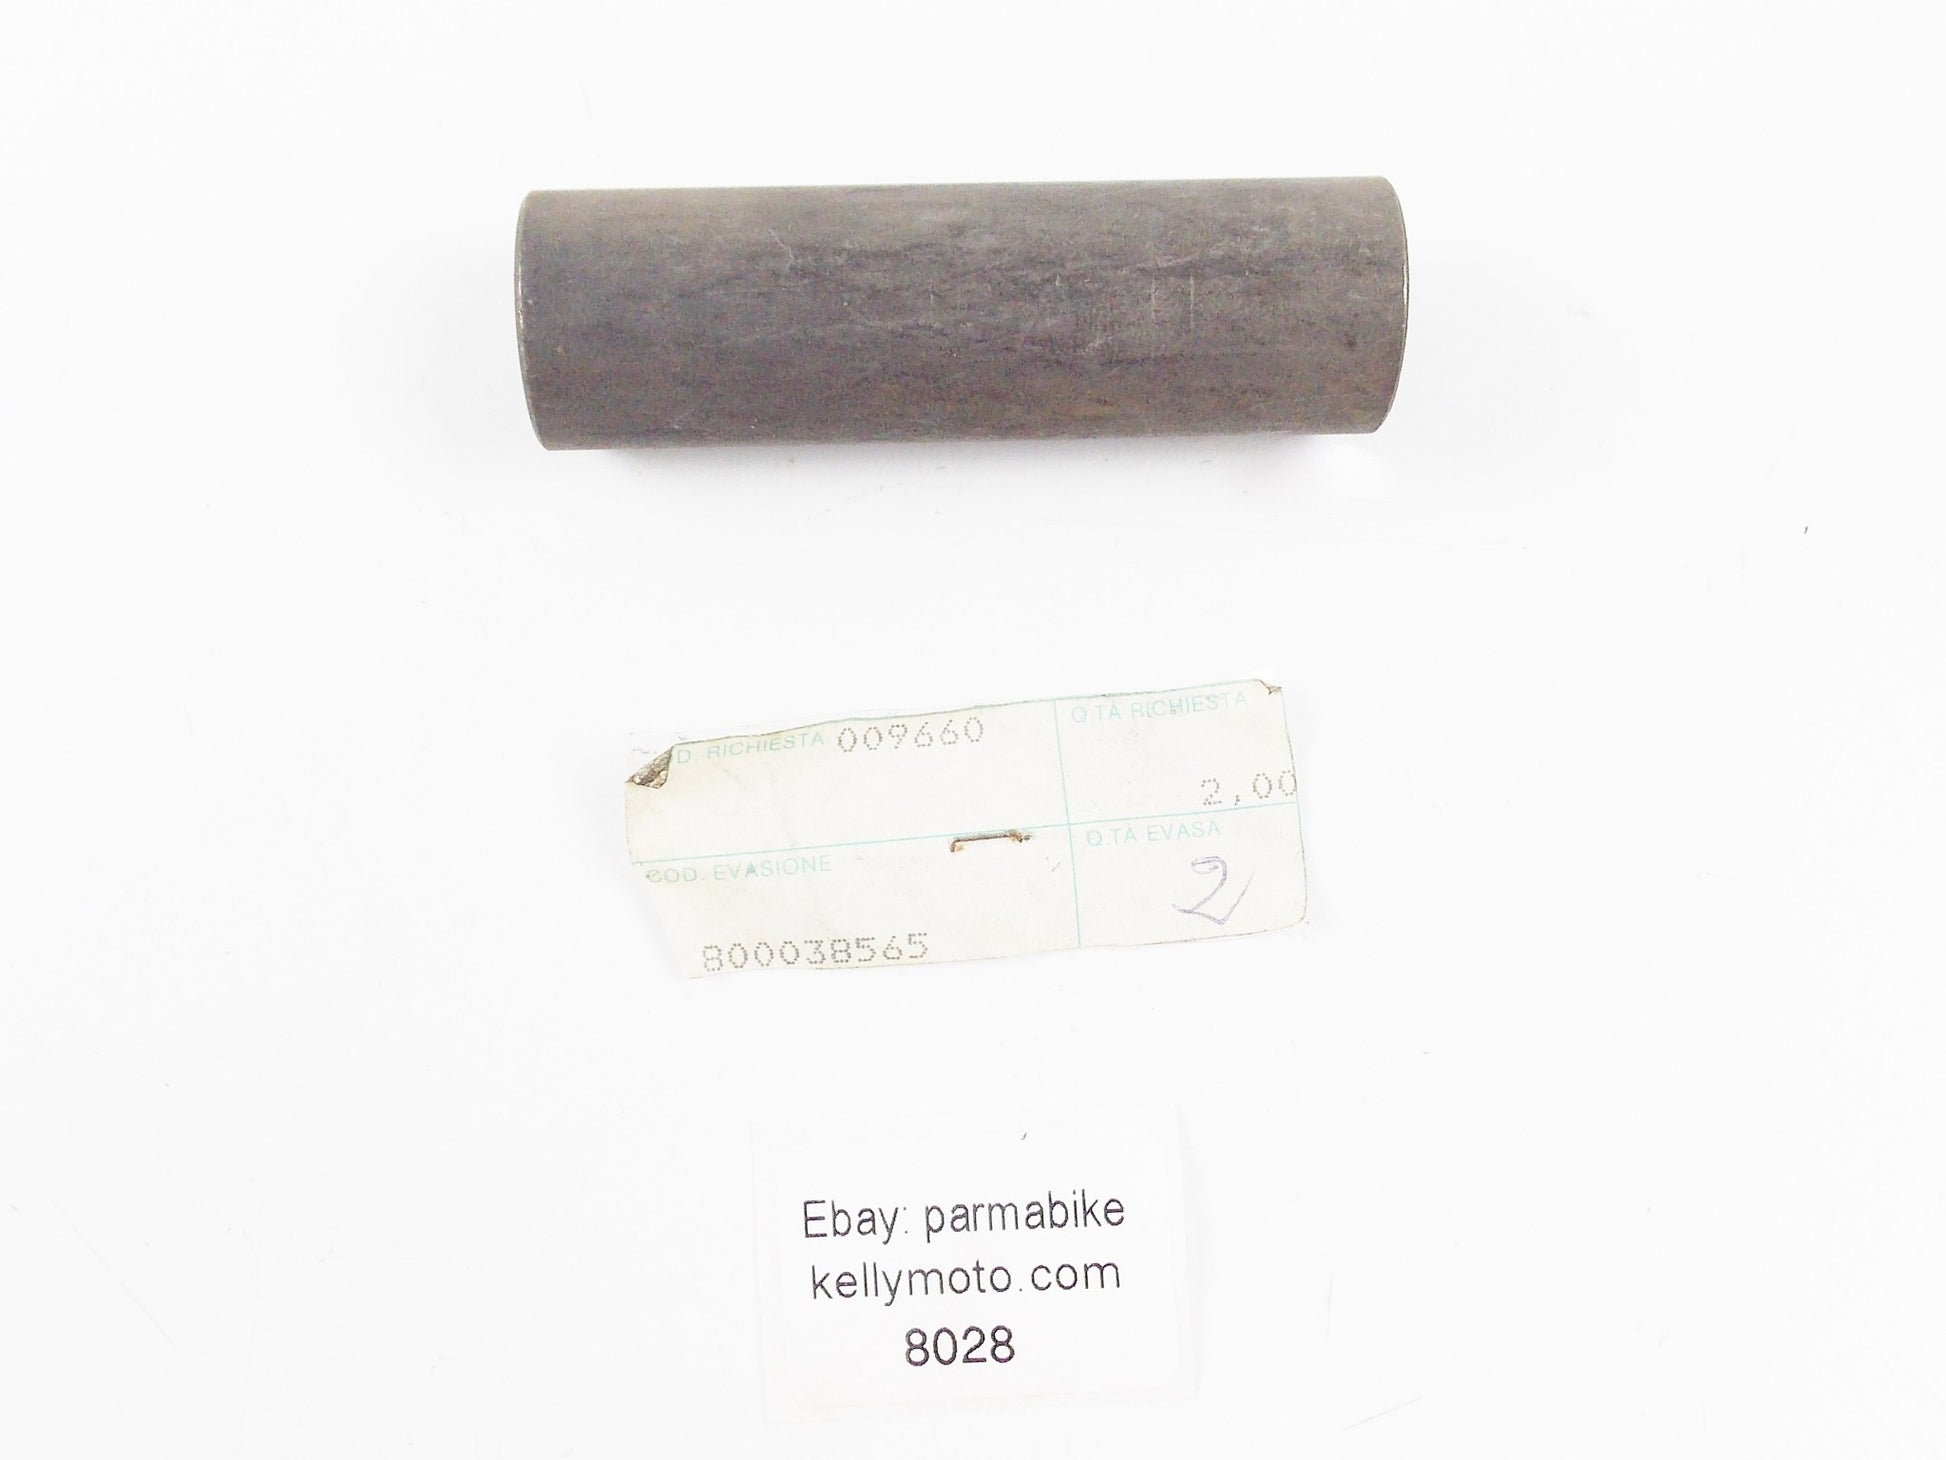 D. RICHIESTA 009660
Q.TÀ RICHIESTA
2,00
COD. EVASIONE
800038565
Q.TÀ EVASA
2
Ebay: parmabike
kellymoto.com
8028